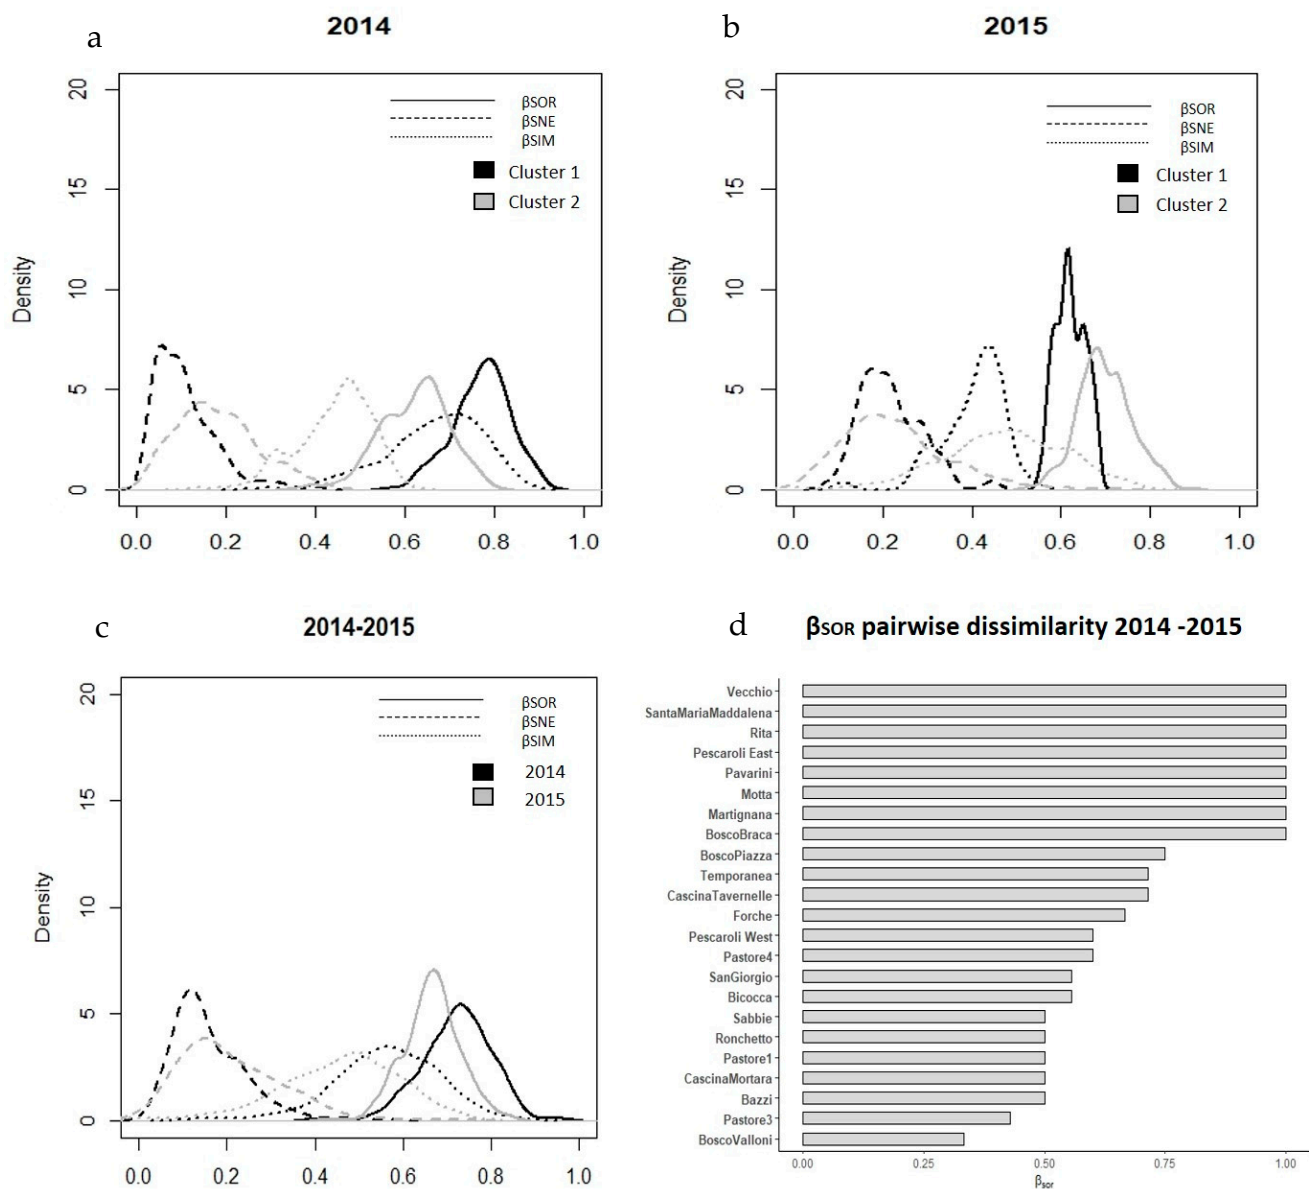 a
2014
20
15
10
5
0
Density
βSOR
βSNE
βSIM
Cluster 1
Cluster 2
0.0 0.2 0.4 0.6 0.8 1.0
b
2015
20
15
10
5
0
Density
βSOR
βSNE
βSIM
Cluster 1
Cluster 2
0.0 0.2 0.4 0.6 0.8 1.0
c
2014-2015
20
15
10
5
0
Density
βSOR
βSNE
βSIM
2014
2015
0.0 0.2 0.4 0.6 0.8 1.0
d
βSOR pairwise dissimilarity 2014 -2015
Vecchio
SantaMariaMaddalena
Rita
Pescaroli East
Pavarini
Motta
Martignana
BoscoBraca
BoscoPiazza
Temporanea
CascinaTavernelle
Forche
Pescaroli West
Pastore4
SanGiorgio
Bicocca
Sabbie
Ronchetto
Pastore1
CascinaMortara
Bazzi
Pastore3
BoscoValloni
0.00 0.25 0.50 0.75 1.00
βsor